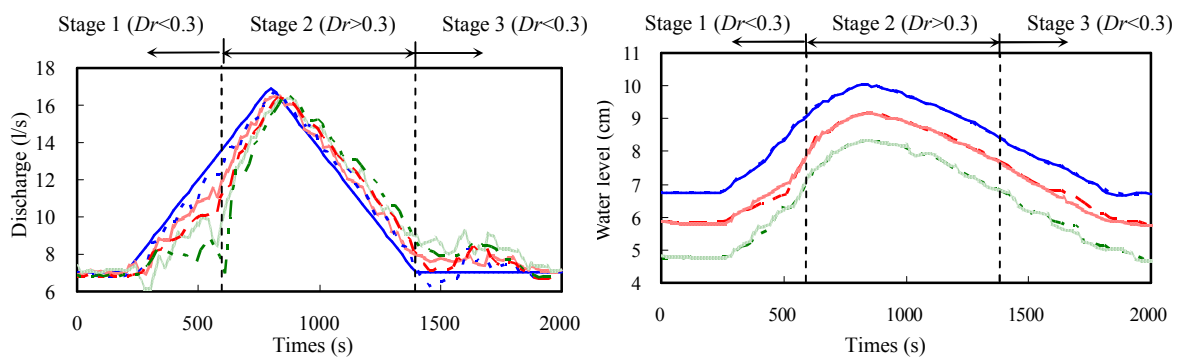 Stage 1 (Dr<0.3) Stage 2 (Dr>0.3) Stage 3 (Dr<0.3)
18
16
14
12
10
8
6
Discharge (l/s)
0 500 1000 1500 2000
Times (s)
Stage 1 (Dr<0.3) Stage 2 (Dr>0.3) Stage 3 (Dr<0.3)
11
10
9
8
7
6
5
4
Water level (cm)
0 500 1000 1500 2000
Times (s)